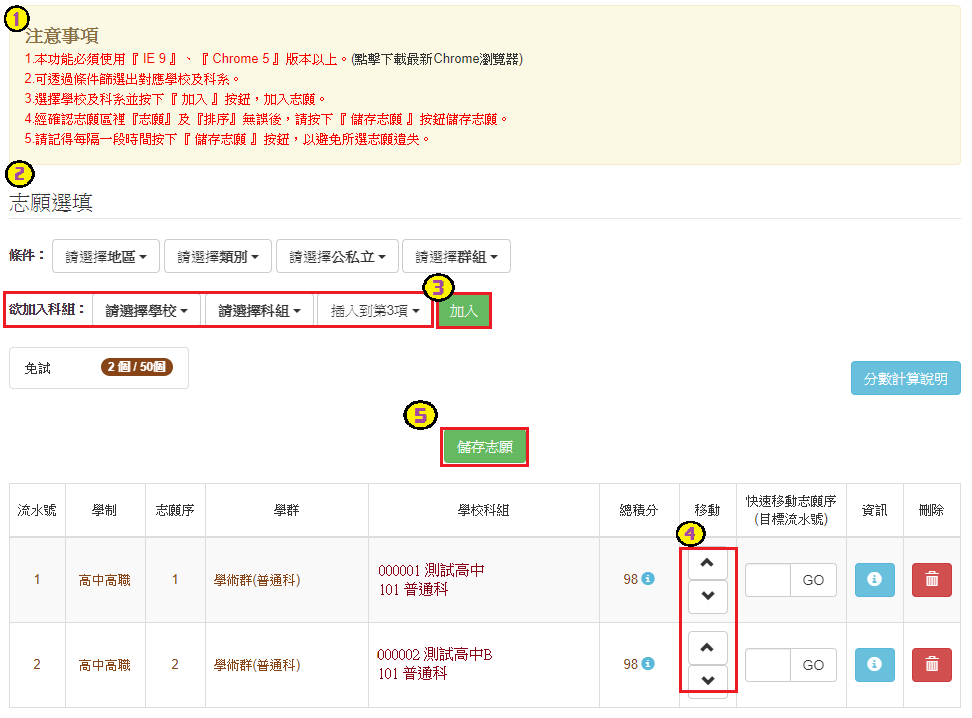 1
注意事項
1.本功能必須使用『 IE 9 』、『 Chrome 5 』版本以上。(點擊下載最新Chrome瀏覽器)
2.可透過條件篩選出對應學校及科系。
3.選擇學校及科系並按下『 加入 』按鈕，加入志願。
4.經確認志願區裡『志願』及『排序』無誤後，請按下『 儲存志願 』按鈕儲存志願。
5.請記得每隔一段時間按下『 儲存志願 』按鈕，以避免所選志願遺失。
2
志願選填
條件： 請選擇地區 請選擇類別 請選擇公私立 請選擇群組
3
欲加入科組： 請選擇學校 請選擇科組 插入到第3項 加入
免試 2 個 / 50個
分數計算說明
5
儲存志願
流水號 學制 志願序 學群 學校科組 總積分 移動 快速移動志願序
(目標流水號) 資訊 刪除
4
1 高中高職 1 學術群(普通科) 000001 測試高中
101 普通科 98 GO
2 高中高職 2 學術群(普通科) 000002 測試高中B
101 普通科 98 GO